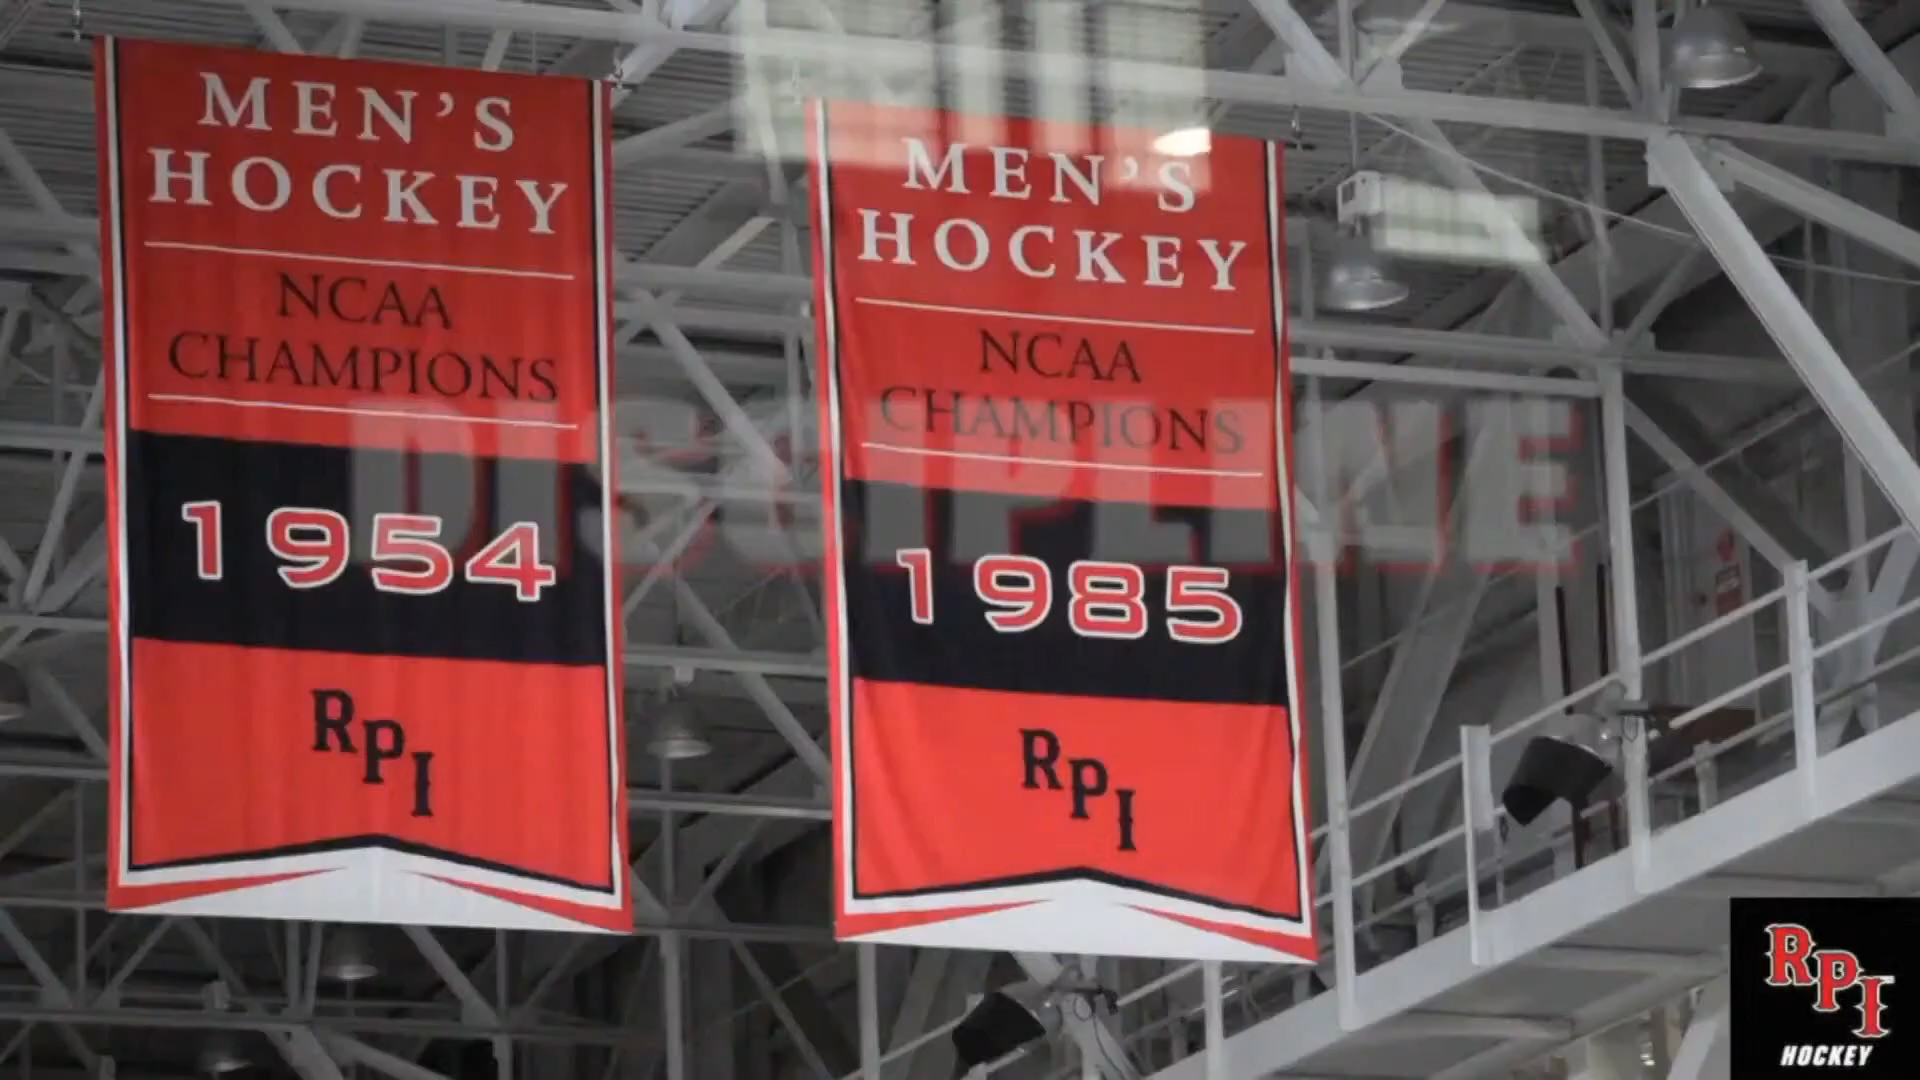 MEN'S
HOCKEY
NCAA
CHAMPIONS
1954
RPI
MEN'S
HOCKEY
NCAA
CHAMPIONS
1985
RPI
DISCIPLINE
RPI
HOCKEY